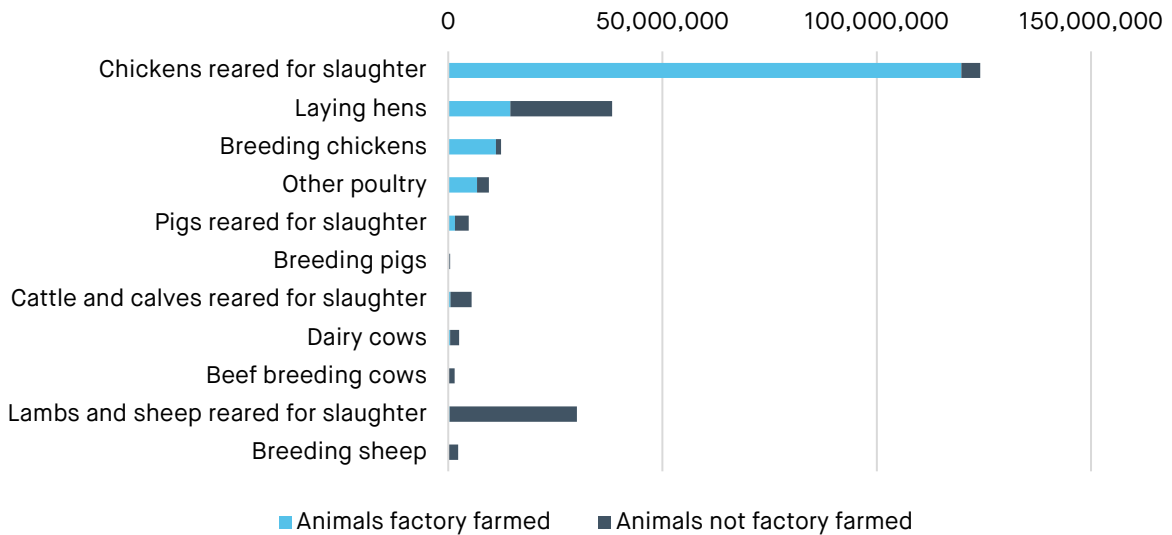 0 50,000,000 100,000,000 150,000,000
Chickens reared for slaughter
Laying hens
Breeding chickens
Other poultry
Pigs reared for slaughter
Breeding pigs
Cattle and calves reared for slaughter
Dairy cows
Beef breeding cows
Lambs and sheep reared for slaughter
Breeding sheep
Animals factory farmed Animals not factory farmed